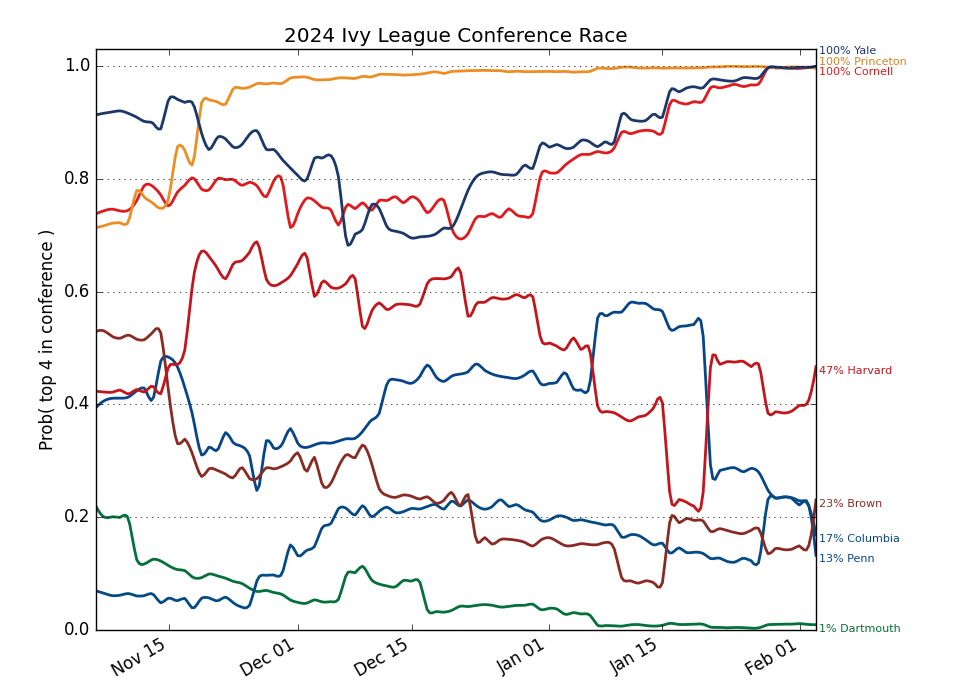 2024 Ivy League Conference Race
Prob( top 4 in conference )
1.0
0.8
0.6
0.4
0.2
0.0
Nov 15
Dec 01
Dec 15
Jan 01
Jan 15
Feb 01
100% Yale
100% Princeton
100% Cornell
47% Harvard
23% Brown
17% Columbia
13% Penn
1% Dartmouth